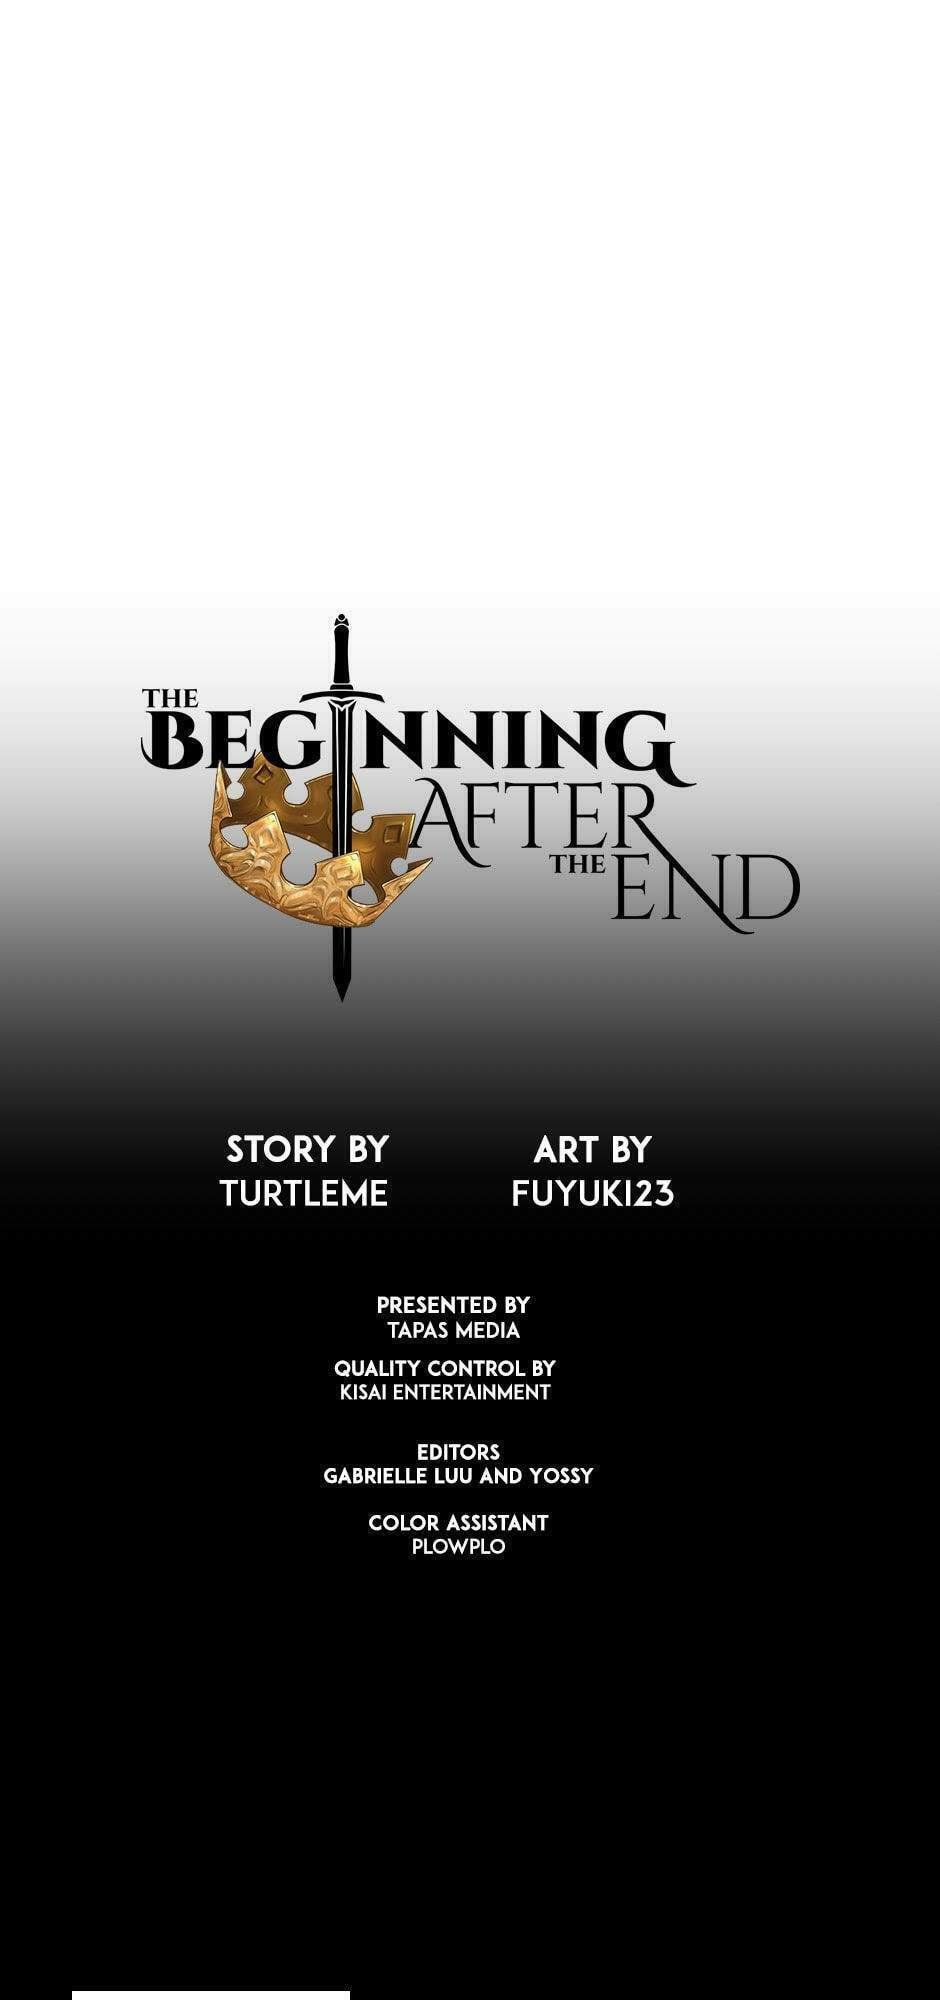 THE
BEGINNING
AFTER
THE END
STORY BY
TURTLEME
ART BY
FUYUKI23
PRESENTED BY
TAPAS MEDIA
QUALITY CONTROL BY
KISAI ENTERTAINMENT
EDITORS
GABRIELLE LUU AND YOSSY
COLOR ASSISTANT
PLOWPLO